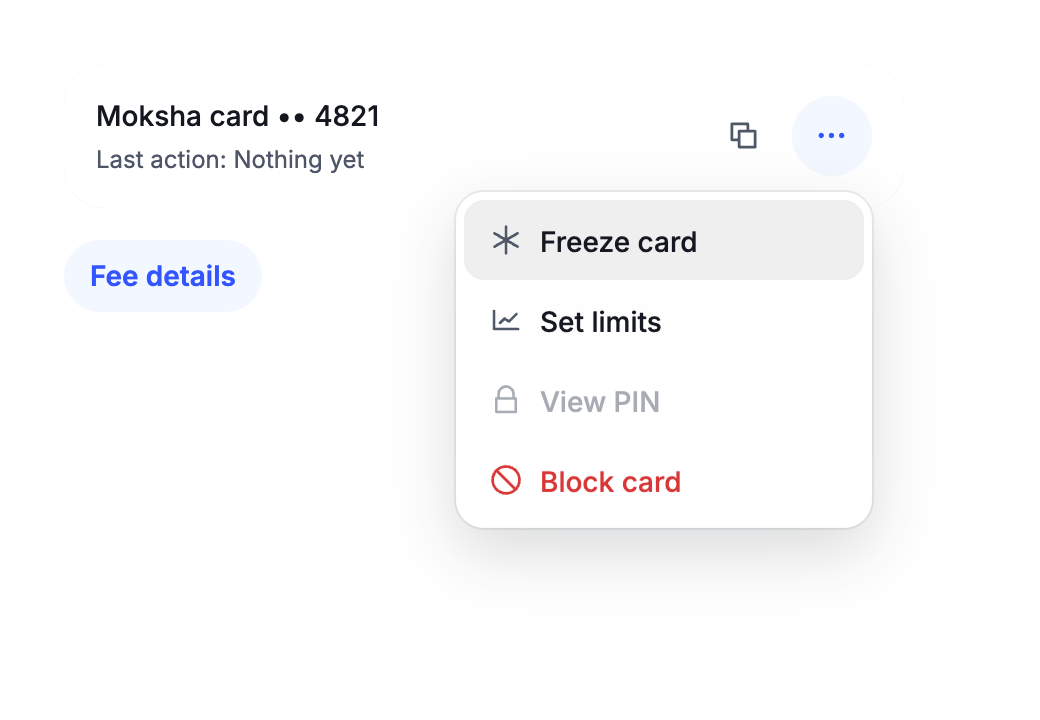 Moksha card •• 4821
Last action: Nothing yet
Fee details
Freeze card
Set limits
View PIN
Block card